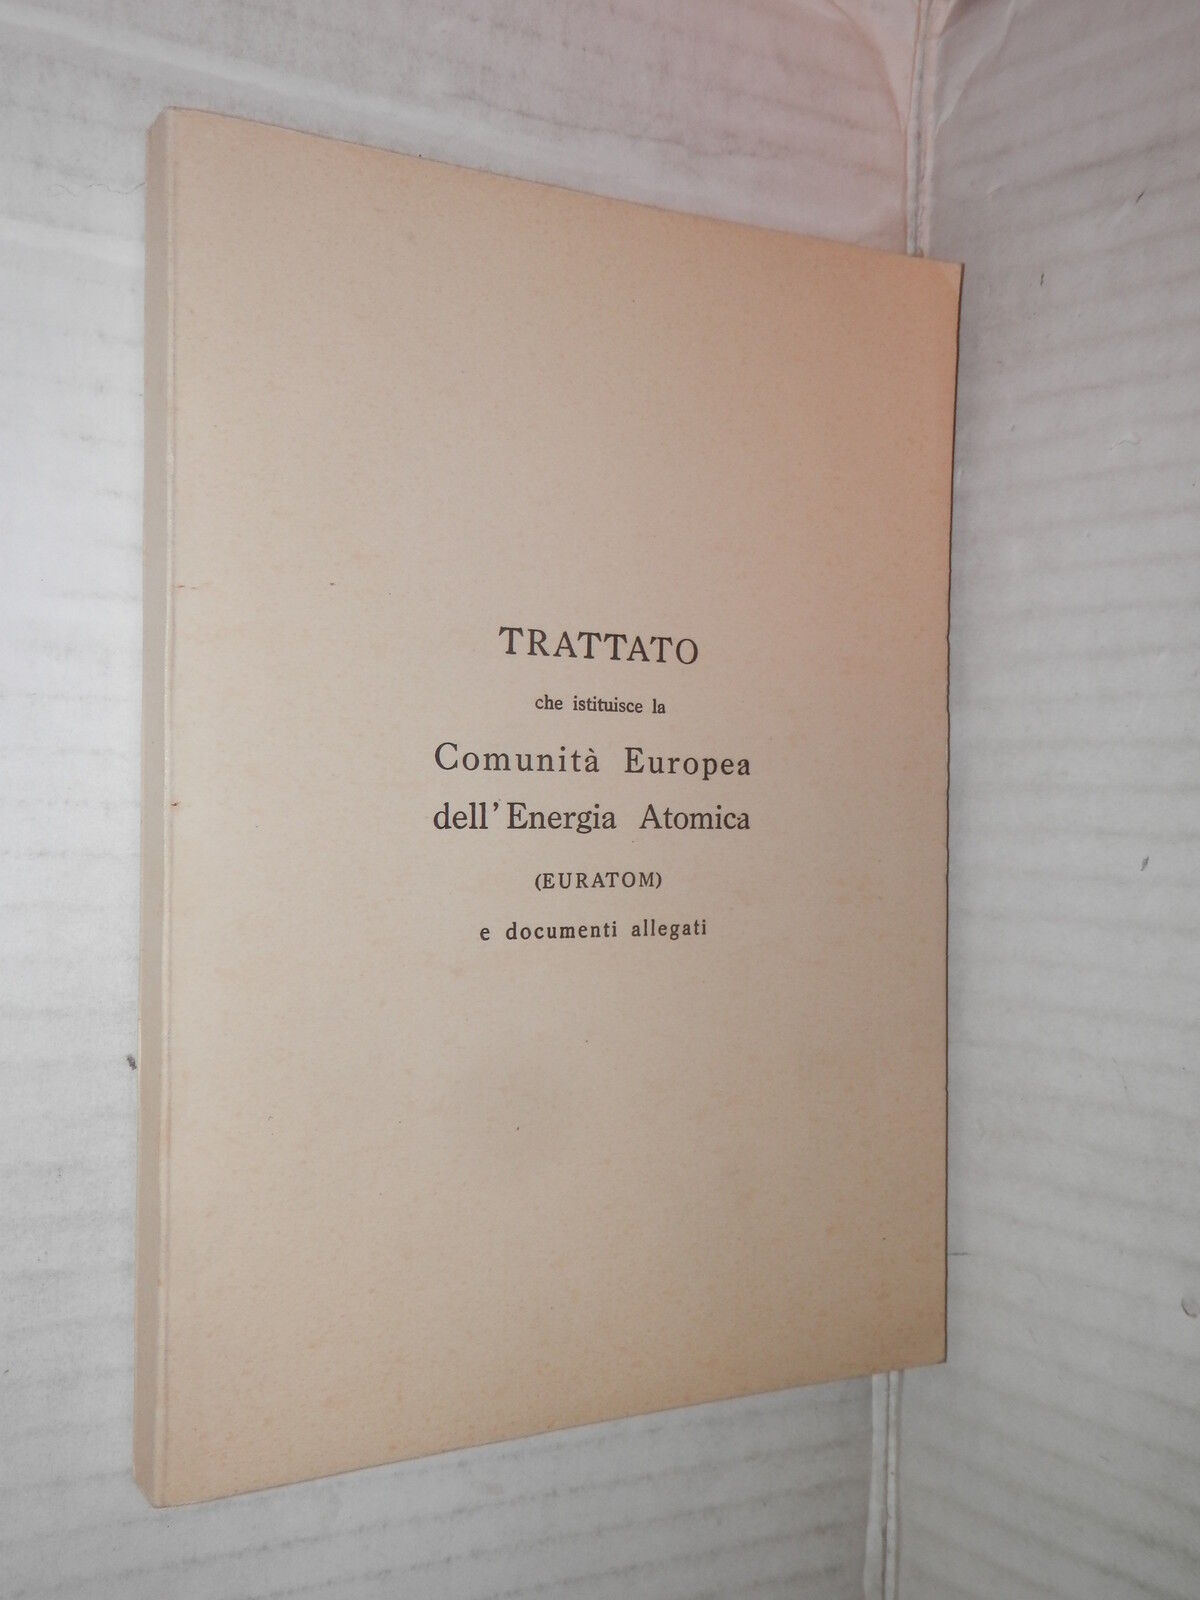 TRATTATO
che istituisce la
Comunità Europea
dell' Energia Atomica
(EURATOM)
e documenti allegati